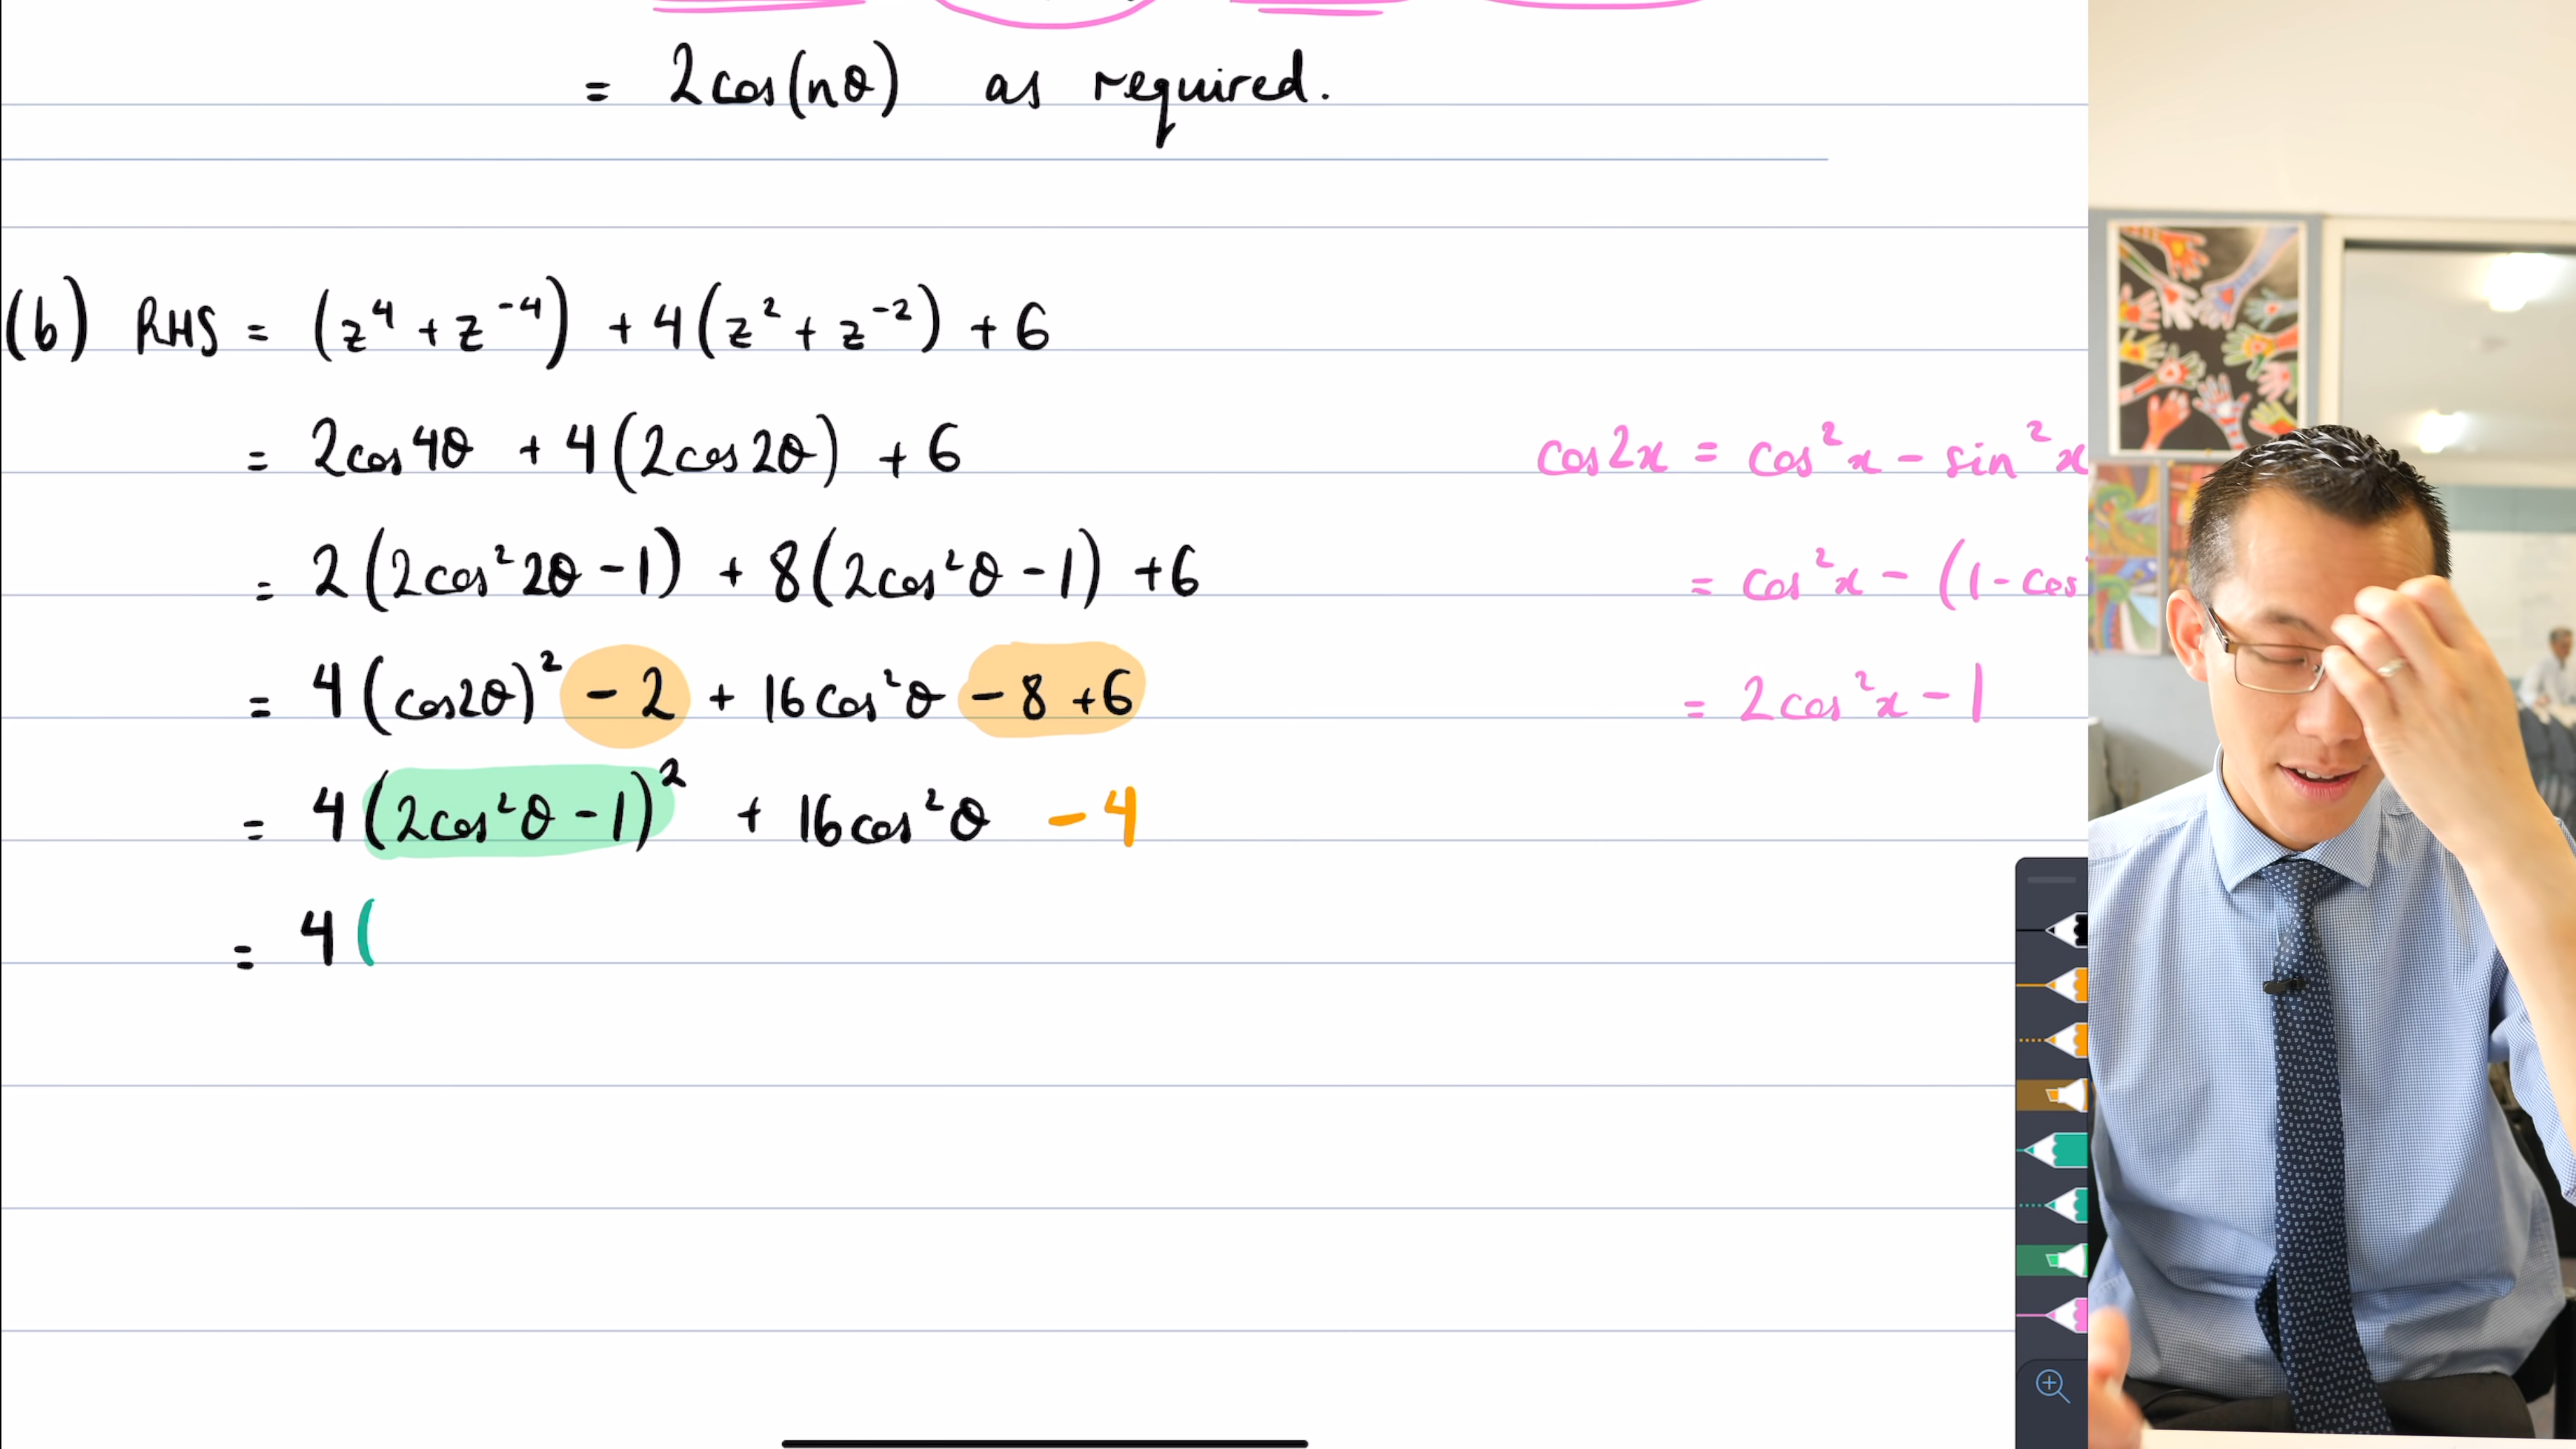 = 2cos(nθ) as required.
(b) RHS = (z⁴ + z⁻⁴) + 4(z² + z⁻²) + 6
= 2cos4θ + 4(2cos2θ) + 6
cos2x = cos²x - sin²x
= 2(2cos²2θ - 1) + 8(2cos²θ - 1) + 6
= cos²x - (1 - cos
= 4(cos2θ)² - 2 + 16cos²θ - 8 + 6
= 2cos²x - 1
= 4(2cos²θ - 1)² + 16cos²θ - 4
= 4(